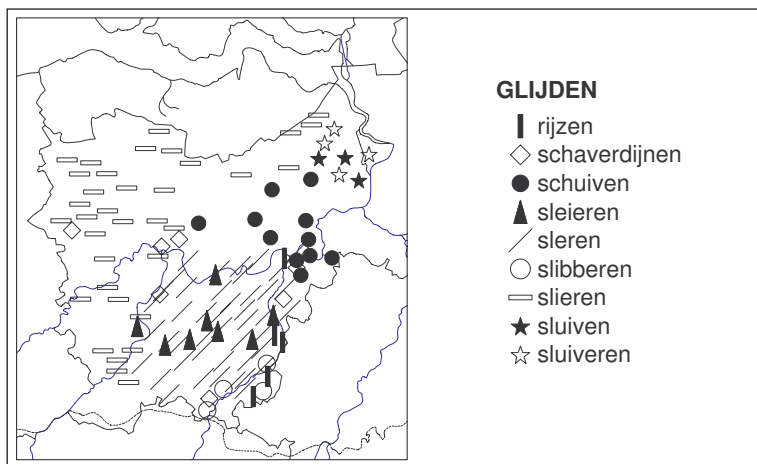 GLIJDEN
rijzen
schaverdijnen
schuiven
sleieren
sleren
slibberen
slieren
sluiven
sluiveren